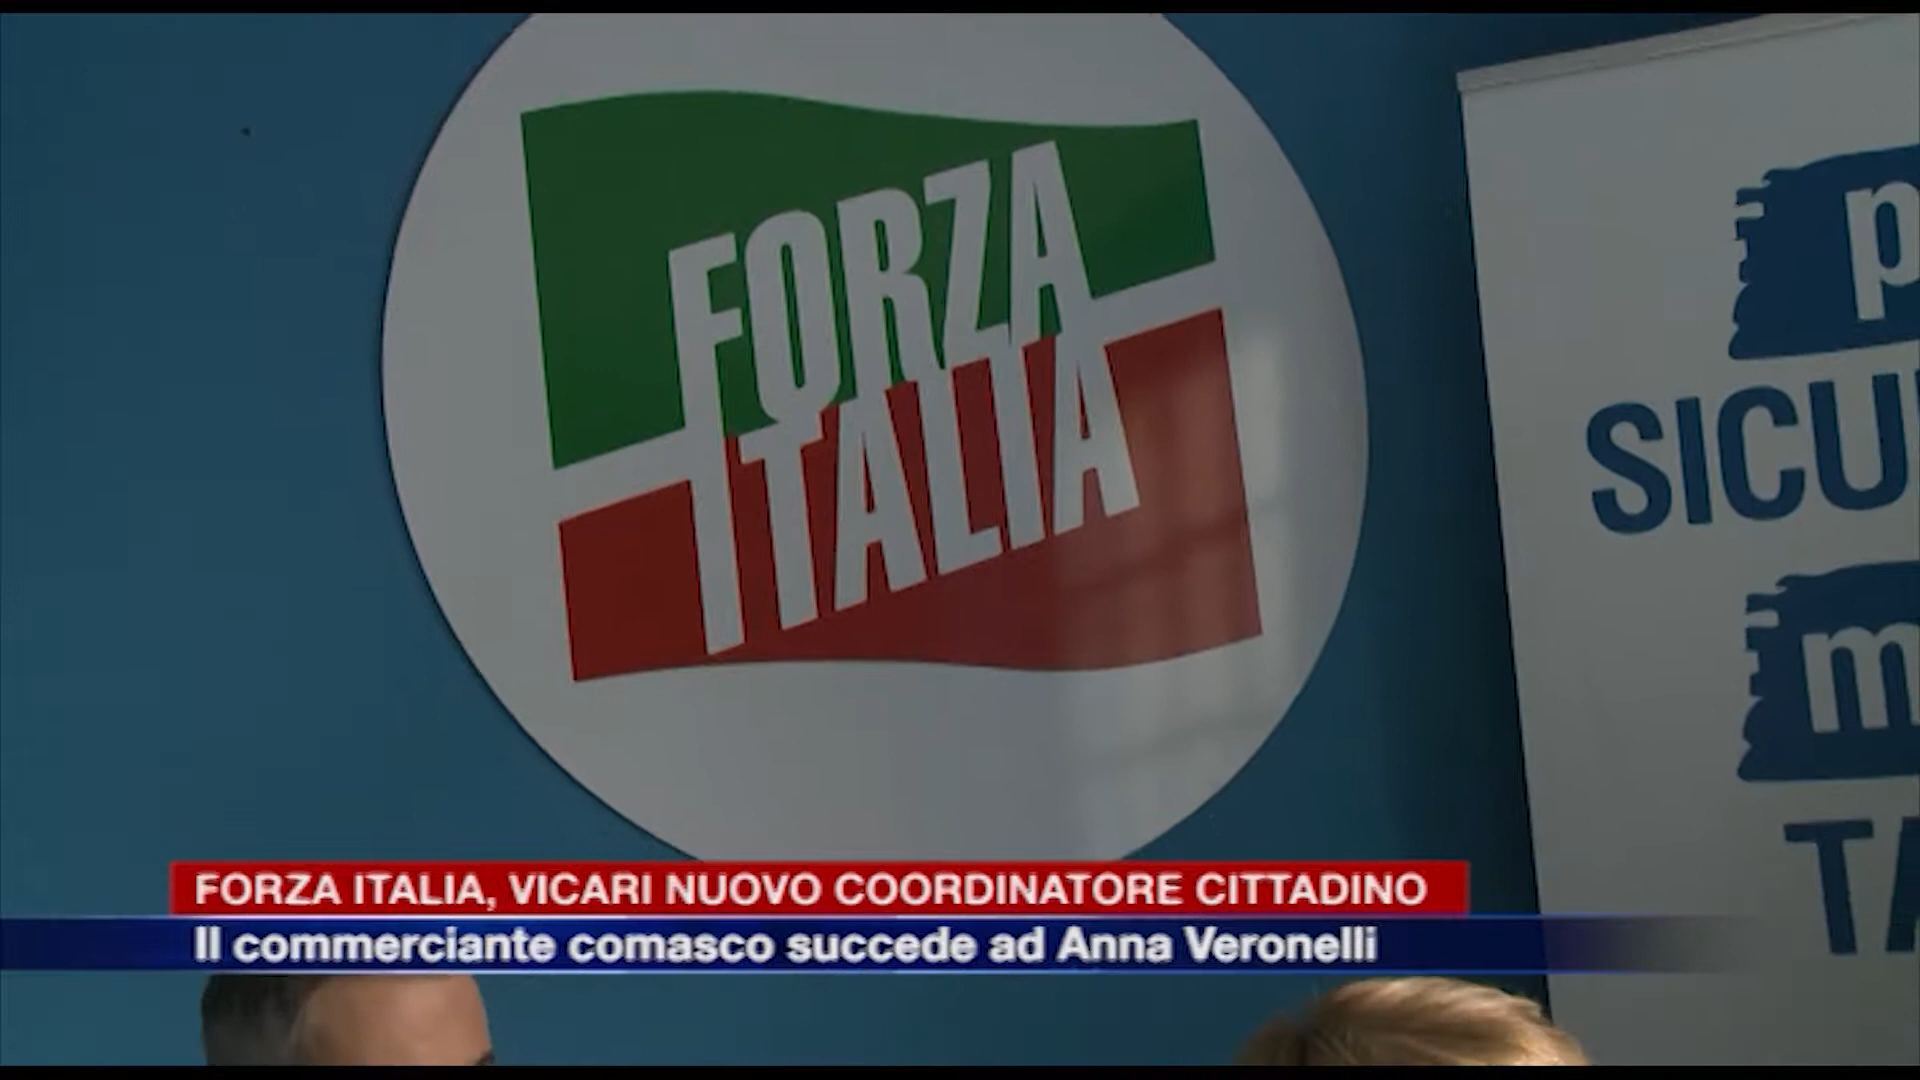 FORZA
ITALIA
p
SICU
m
TA
FORZA ITALIA, VICARI NUOVO COORDINATORE CITTADINO
Il commerciante comasco succede ad Anna Veronelli